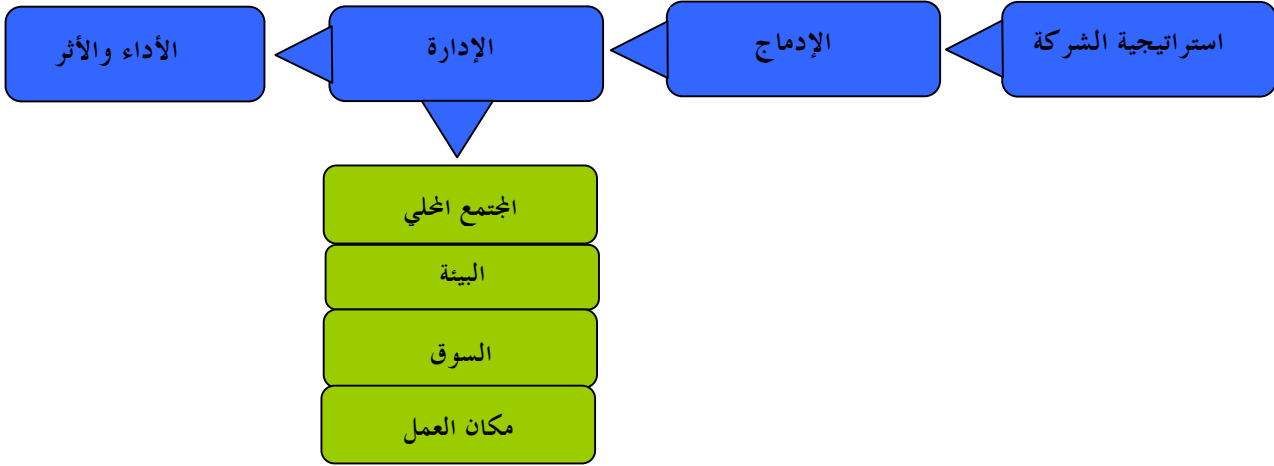 استراتيجية الشركة
الإدماج
الإدارة
الأداء والأثر
المجتمع المحلي
البيئة
السوق
مكان العمل